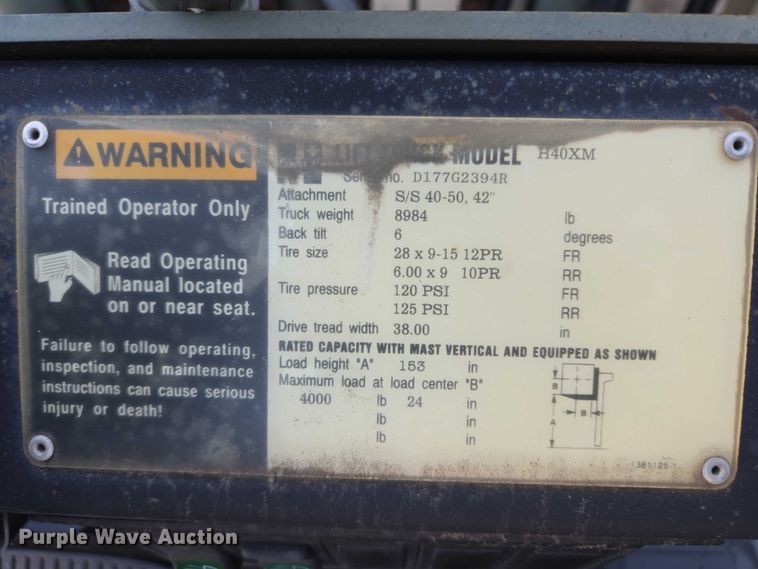 WARNING
Trained Operator Only
Read Operating
Manual located
on or near seat.
Failure to follow operating,
inspection, and maintenance
instructions can cause serious
injury or death!
LIFT TRUCK MODEL H40XM
Serial no. D177G2394R
Attachment S/S 40-50, 42"
Truck weight 8984 lb
Back tilt 6 degrees
Tire size 28 x 9-15 12PR FR
6.00 x 9 10PR RR
Tire pressure 120 PSI FR
125 PSI RR
Drive tread width 38.00 in
RATED CAPACITY WITH MAST VERTICAL AND EQUIPPED AS SHOWN
Load height "A" 153 in
Maximum load at load center "B"
4000 lb 24 in
lb in
lb in
B
B
A
1381125
Purple Wave Auction